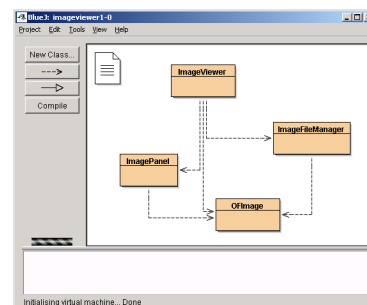 BlueJ: imageviewer1-0
Project Edit Tools View Help
New Class...
Compile
ImageViewer
ImageFileManager
ImagePanel
OFImage
Initialising virtual machine... Done